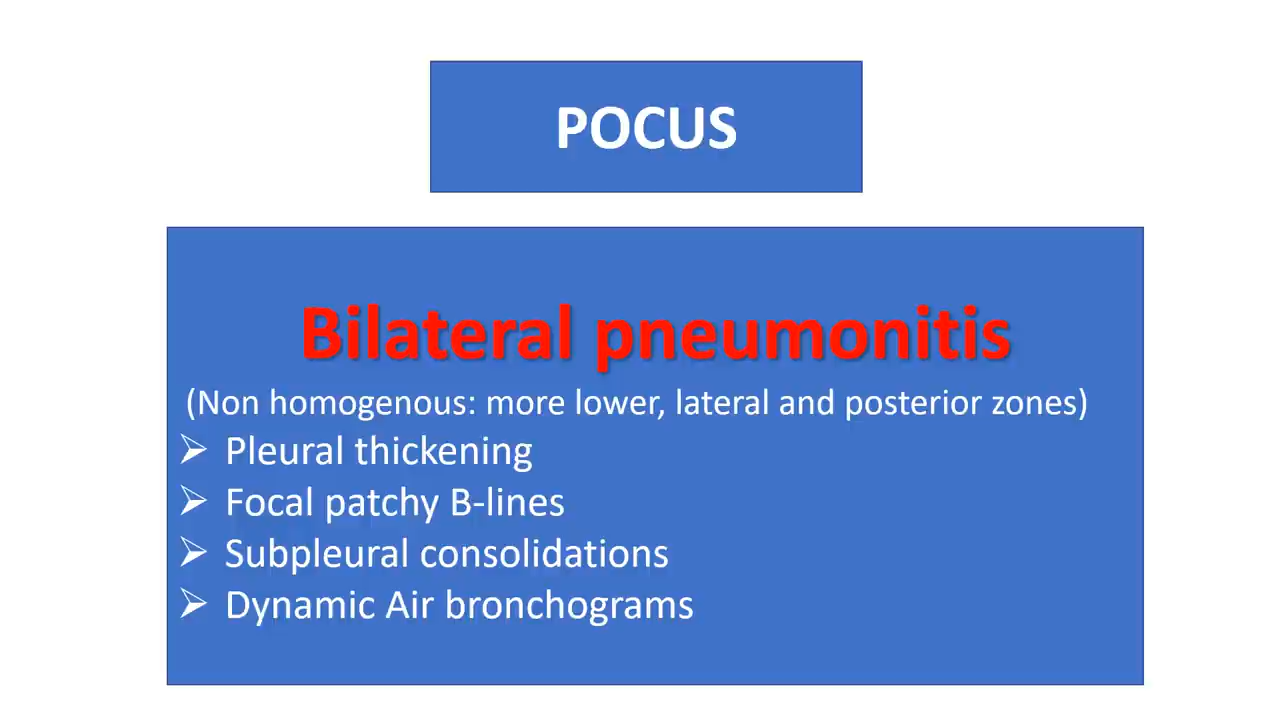 POCUS
Bilateral pneumonitis
(Non homogenous: more lower, lateral and posterior zones)
➢ Pleural thickening
➢ Focal patchy B-lines
➢ Subpleural consolidations
➢ Dynamic Air bronchograms